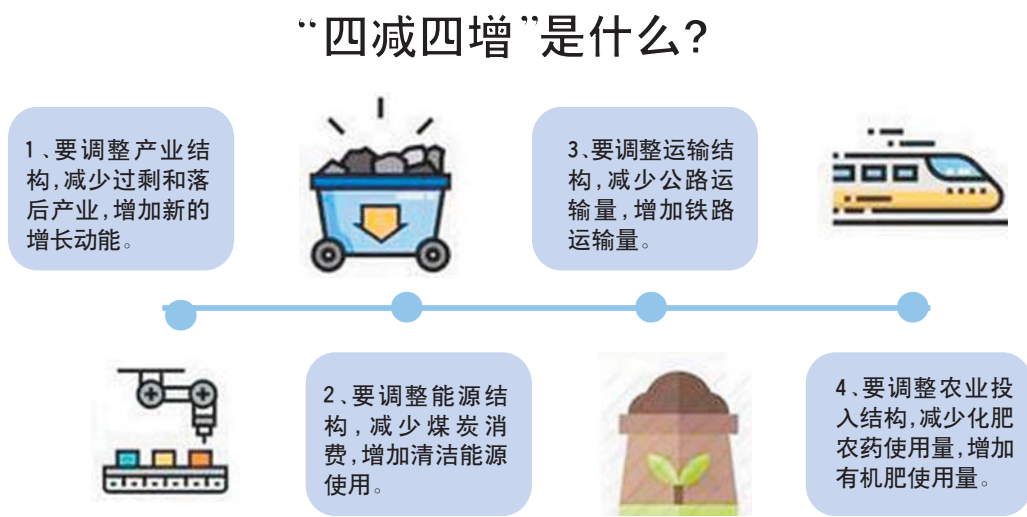 “四减四增”是什么?
1、要调整产业结
构,减少过剩和落
后产业,增加新的
增长动能。
2、要调整能源结
构,减少煤炭消
费,增加清洁能源
使用。
3、要调整运输结
构,减少公路运
输量,增加铁路
运输量。
4、要调整农业投
入结构,减少化肥
农药使用量,增加
有机肥使用量。